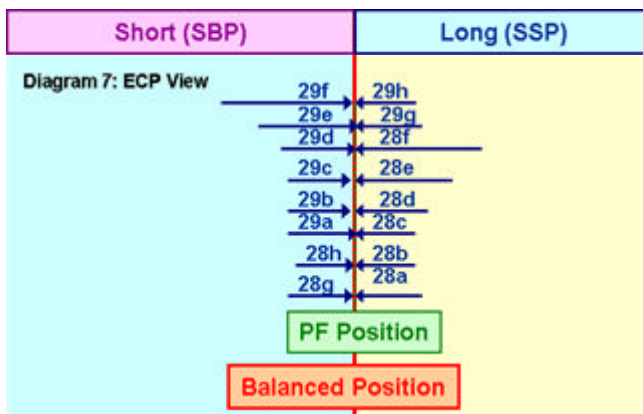 Short (SBP) Long (SSP)
Diagram 7: ECP View
29f 29h
29e 29g
29d 28f
29c 28e
29b 28d
29a 28c
28h 28b
28g 28a
PF Position
Balanced Position